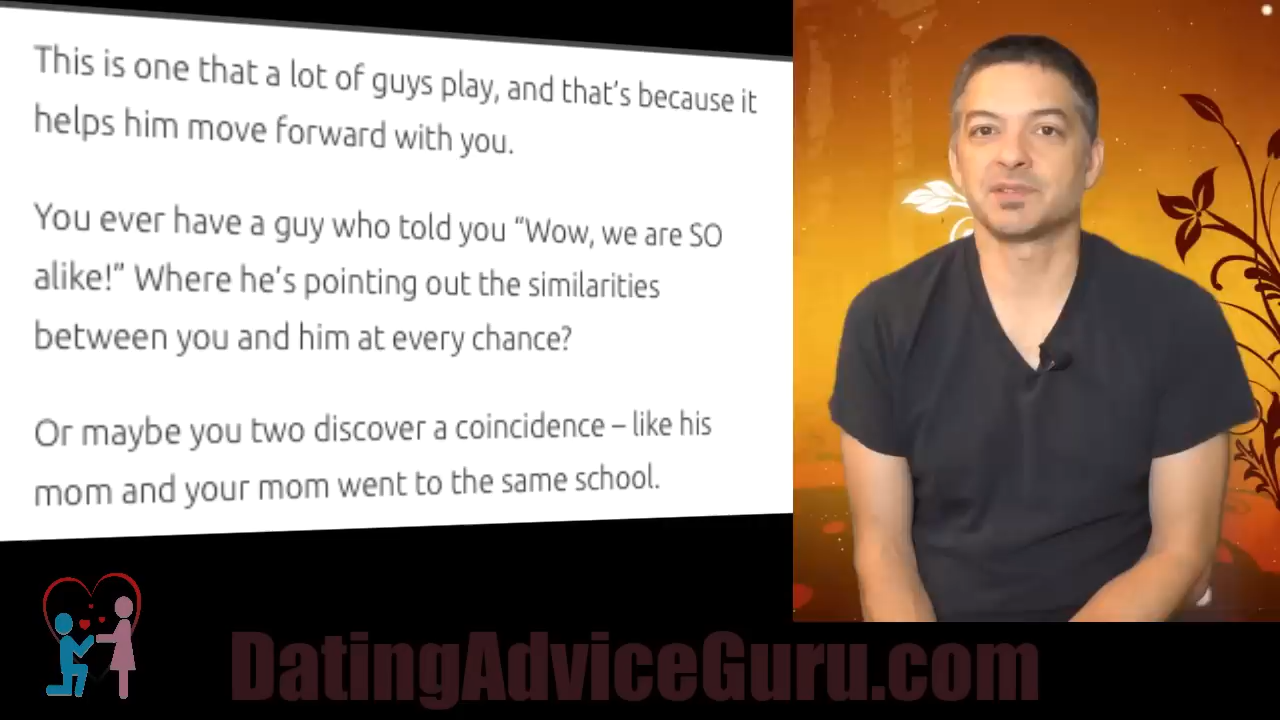 This is one that a lot of guys play, and that’s because it
helps him move forward with you.
You ever have a guy who told you “Wow, we are SO
alike!” Where he’s pointing out the similarities
between you and him at every chance?
Or maybe you two discover a coincidence – like his
mom and your mom went to the same school.
DatingAdviceGuru.com